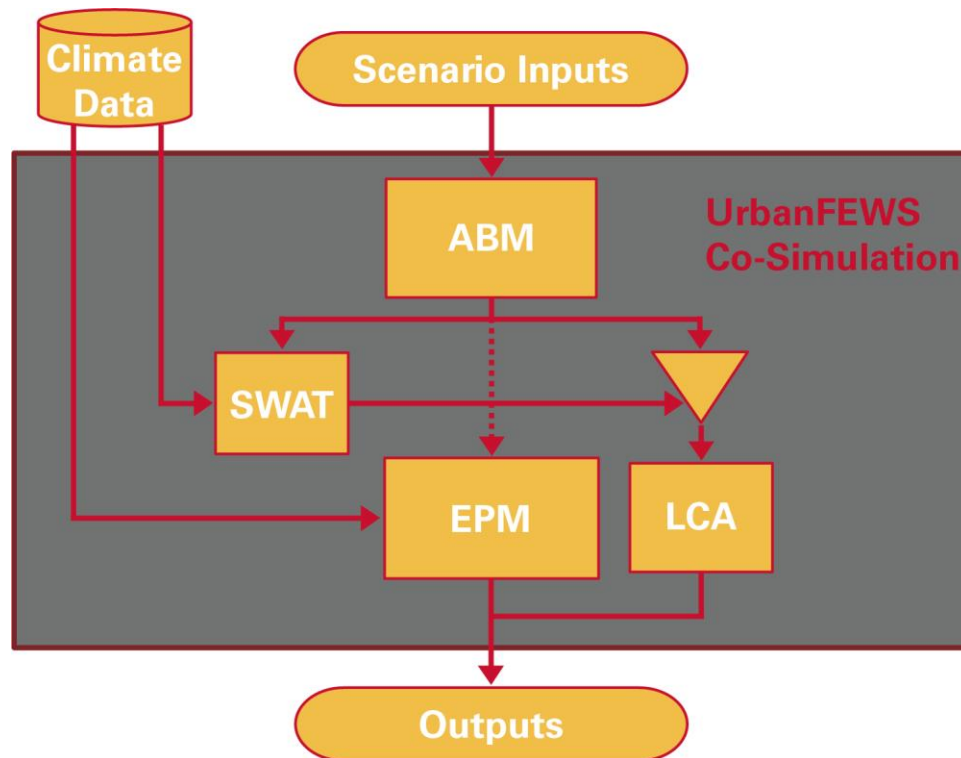 Climate
Data
Scenario Inputs
ABM
UrbanFEWS
Co-Simulation
SWAT
EPM
LCA
Outputs